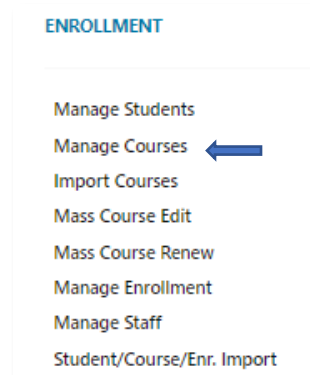 ENROLLMENT
Manage Students
Manage Courses
Import Courses
Mass Course Edit
Mass Course Renew
Manage Enrollment
Manage Staff
Student/Course/Enr. Import